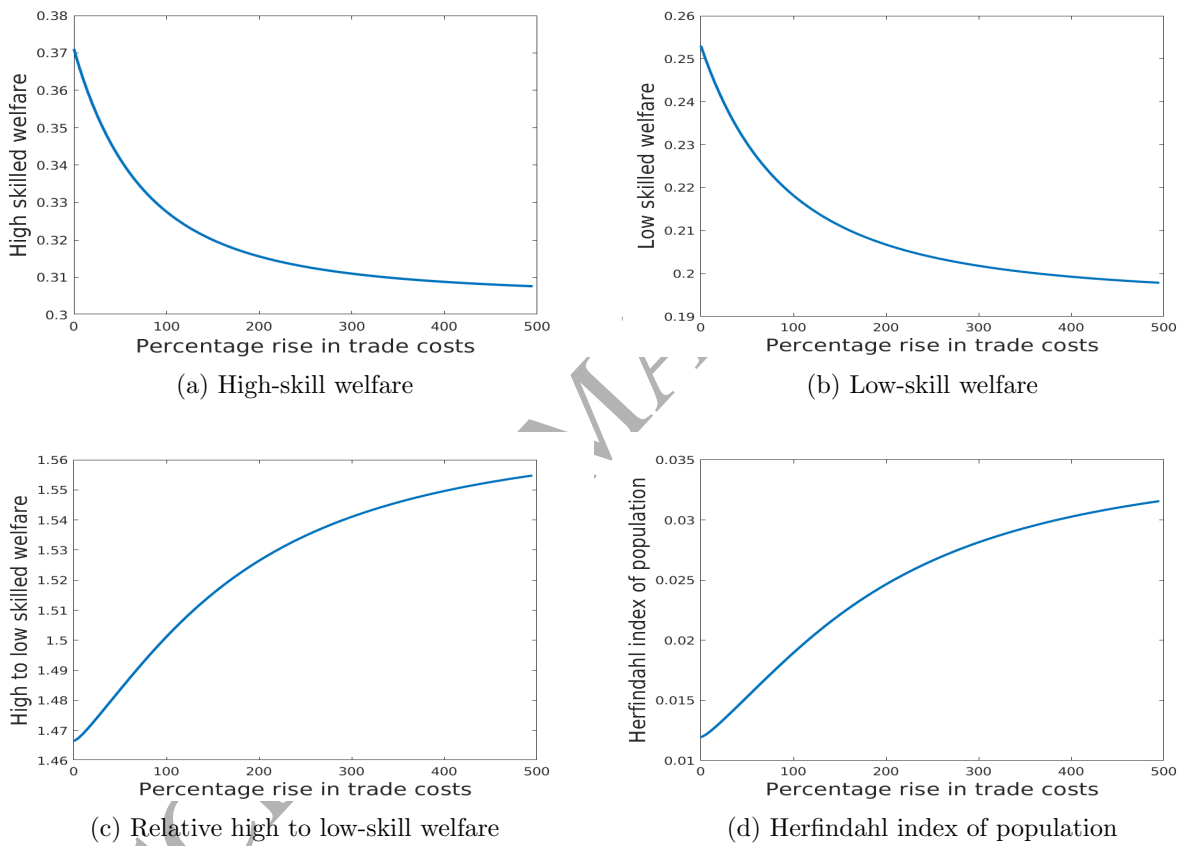 0.38
0.37
0.36
0.35
0.34
0.33
0.32
0.31
0.3
High skilled welfare
0 100 200 300 400 500
Percentage rise in trade costs
(a) High-skill welfare
0.26
0.25
0.24
0.23
0.22
0.21
0.2
0.19
Low skilled welfare
0 100 200 300 400 500
Percentage rise in trade costs
(b) Low-skill welfare
1.56
1.55
1.54
1.53
1.52
1.51
1.5
1.49
1.48
1.47
1.46
High to low skilled welfare
0 100 200 300 400 500
Percentage rise in trade costs
(c) Relative high to low-skill welfare
0.035
0.03
0.025
0.02
0.015
0.01
Herfindahl index of population
0 100 200 300 400 500
Percentage rise in trade costs
(d) Herfindahl index of population